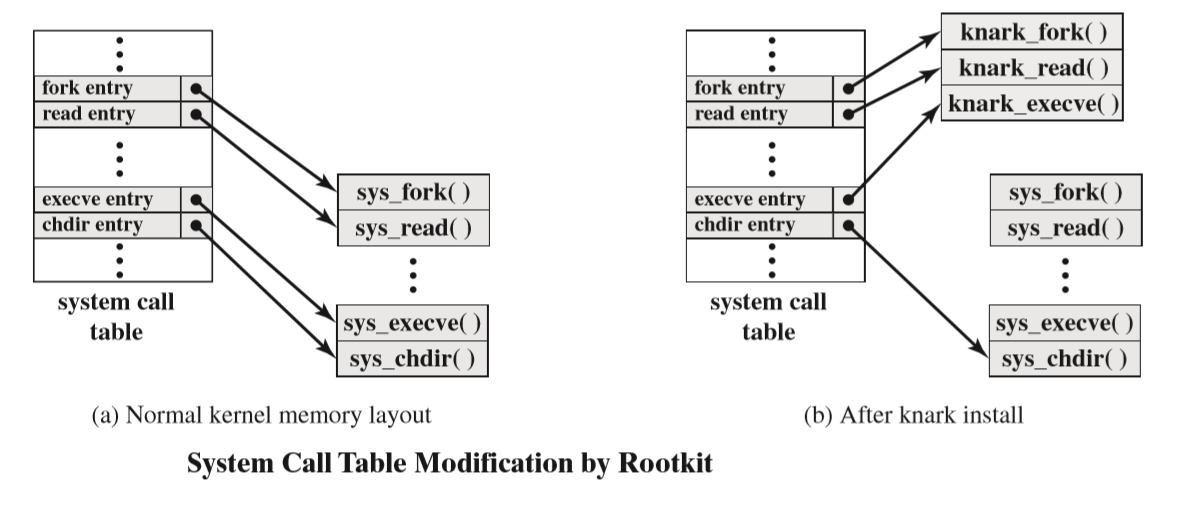 fork entry
read entry
execve entry
chdir entry
system call
table
sys_fork( )
sys_read( )
sys_execve( )
sys_chdir( )
(a) Normal kernel memory layout
fork entry
read entry
execve entry
chdir entry
system call
table
knark_fork( )
knark_read( )
knark_execve( )
sys_fork( )
sys_read( )
sys_execve( )
sys_chdir( )
(b) After knark install
System Call Table Modification by Rootkit